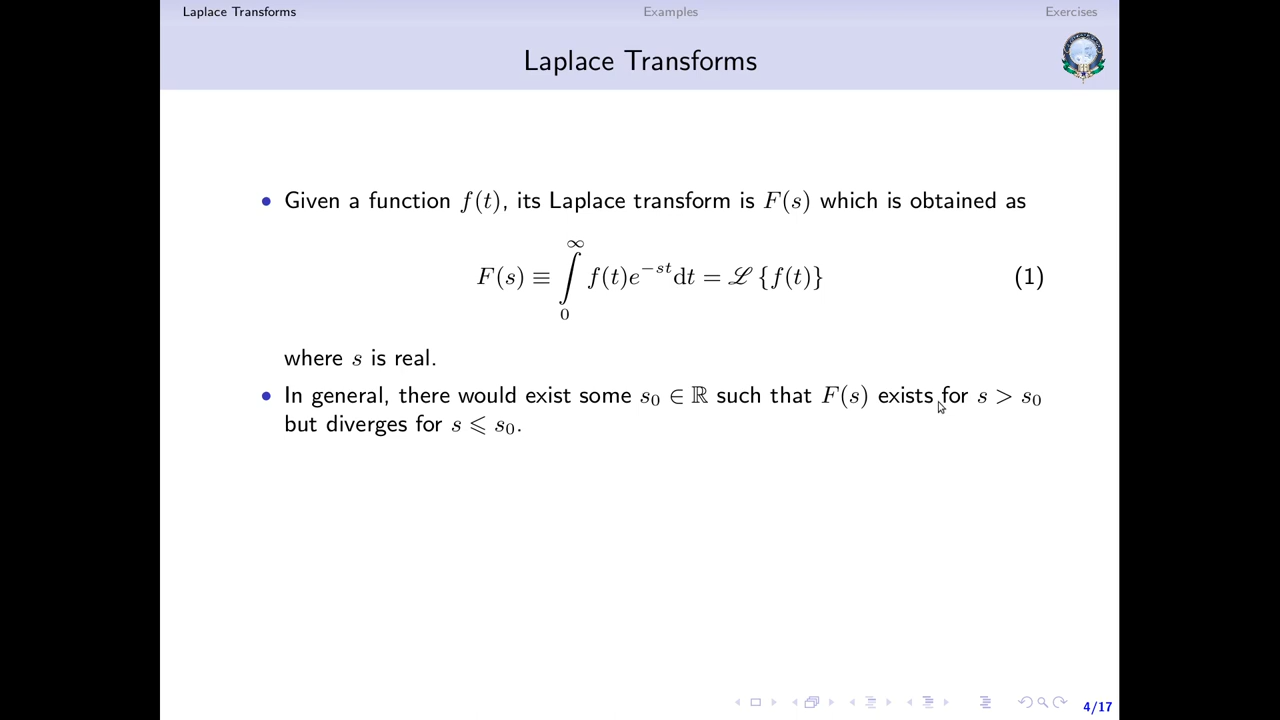 Laplace Transforms Examples Exercises
Laplace Transforms
• Given a function f(t), its Laplace transform is F(s) which is obtained as
F(s) ≡ ∫₀^∞ f(t)e^{−st}dt = ℒ {f(t)} (1)
where s is real.
• In general, there would exist some s₀ ∈ ℝ such that F(s) exists for s > s₀
but diverges for s ⩽ s₀.
4/17